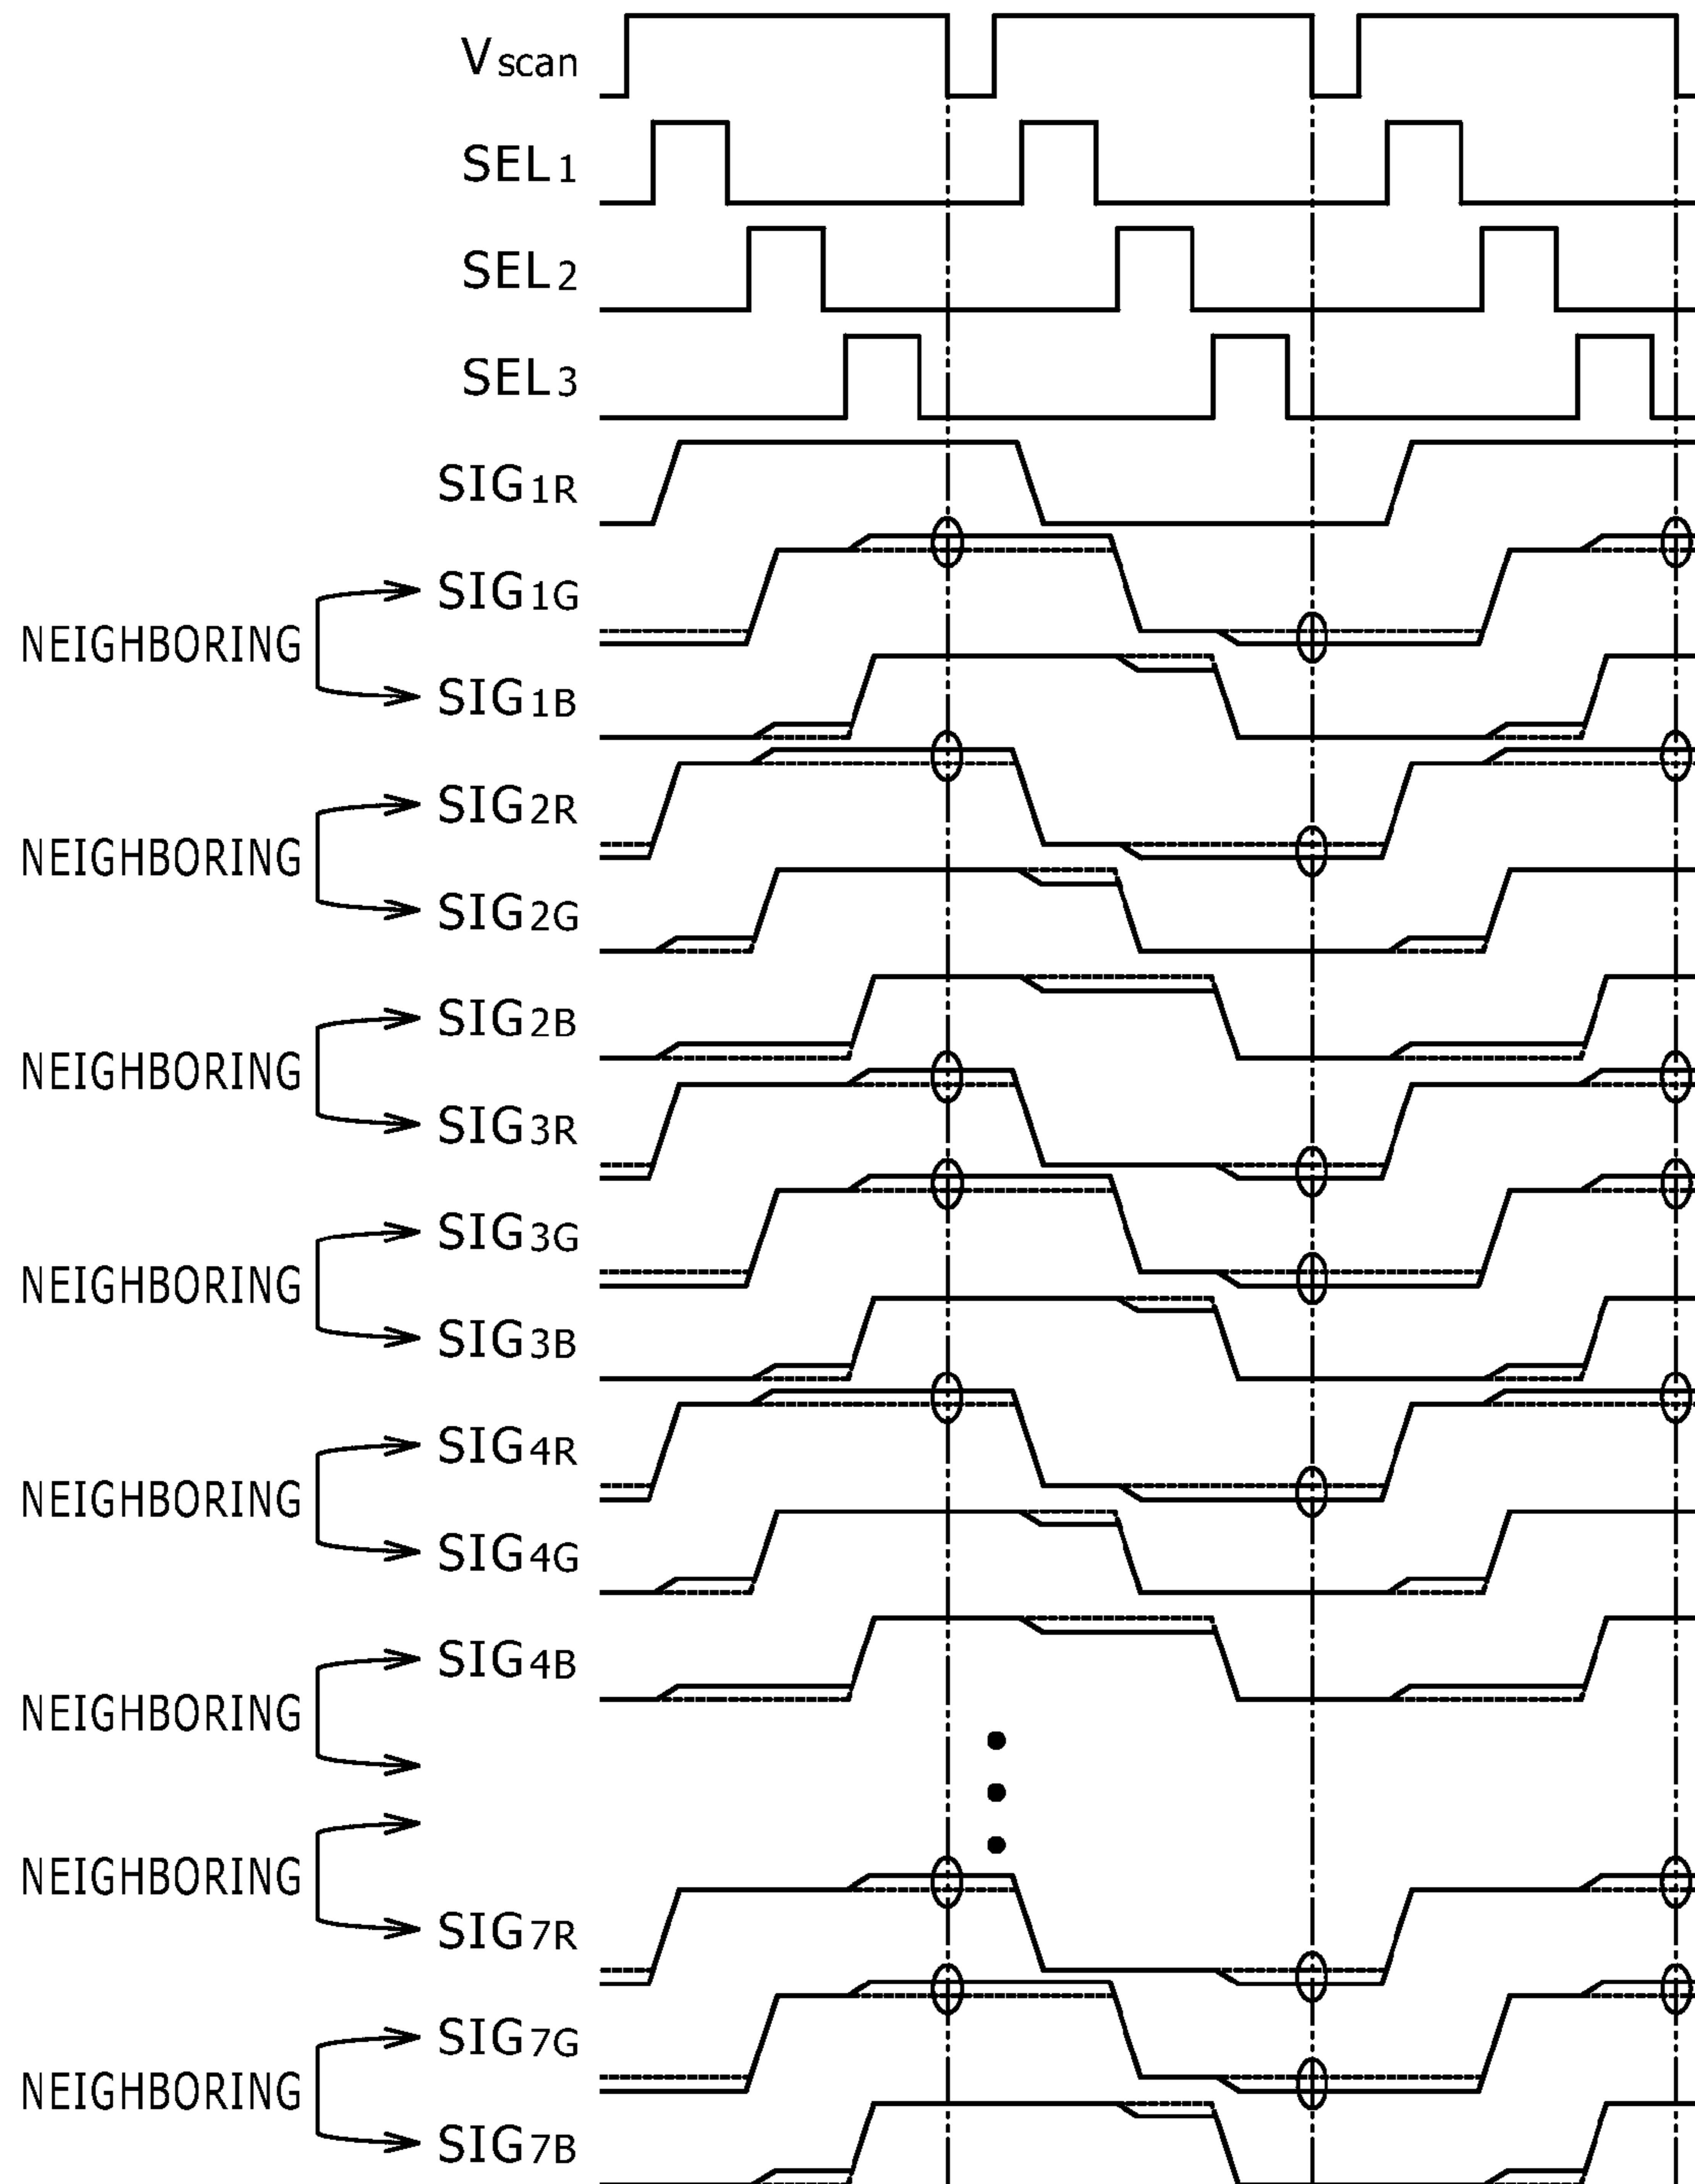 Vscan
SEL1
SEL2
SEL3
SIG1R
SIG1G
NEIGHBORING
SIG1B
SIG2R
NEIGHBORING
SIG2G
SIG2B
NEIGHBORING
SIG3R
SIG3G
NEIGHBORING
SIG3B
SIG4R
NEIGHBORING
SIG4G
SIG4B
NEIGHBORING
NEIGHBORING
SIG7R
SIG7G
NEIGHBORING
SIG7B